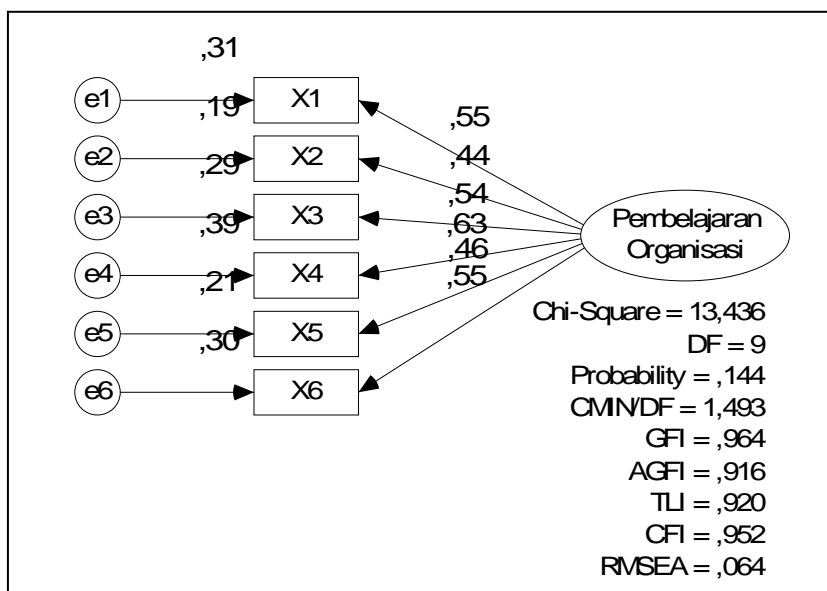 ,31
e1
X1
,55
,19
e2
X2
,44
,29
e3
X3
,54
,39
e4
X4
,63
,21
e5
X5
,46
,30
e6
X6
,55
Pembelajaran
Organisasi
Chi-Square = 13,436
DF = 9
Probability = ,144
CMIN/DF = 1,493
GFI = ,964
AGFI = ,916
TLI = ,920
CFI = ,952
RMSEA = ,064